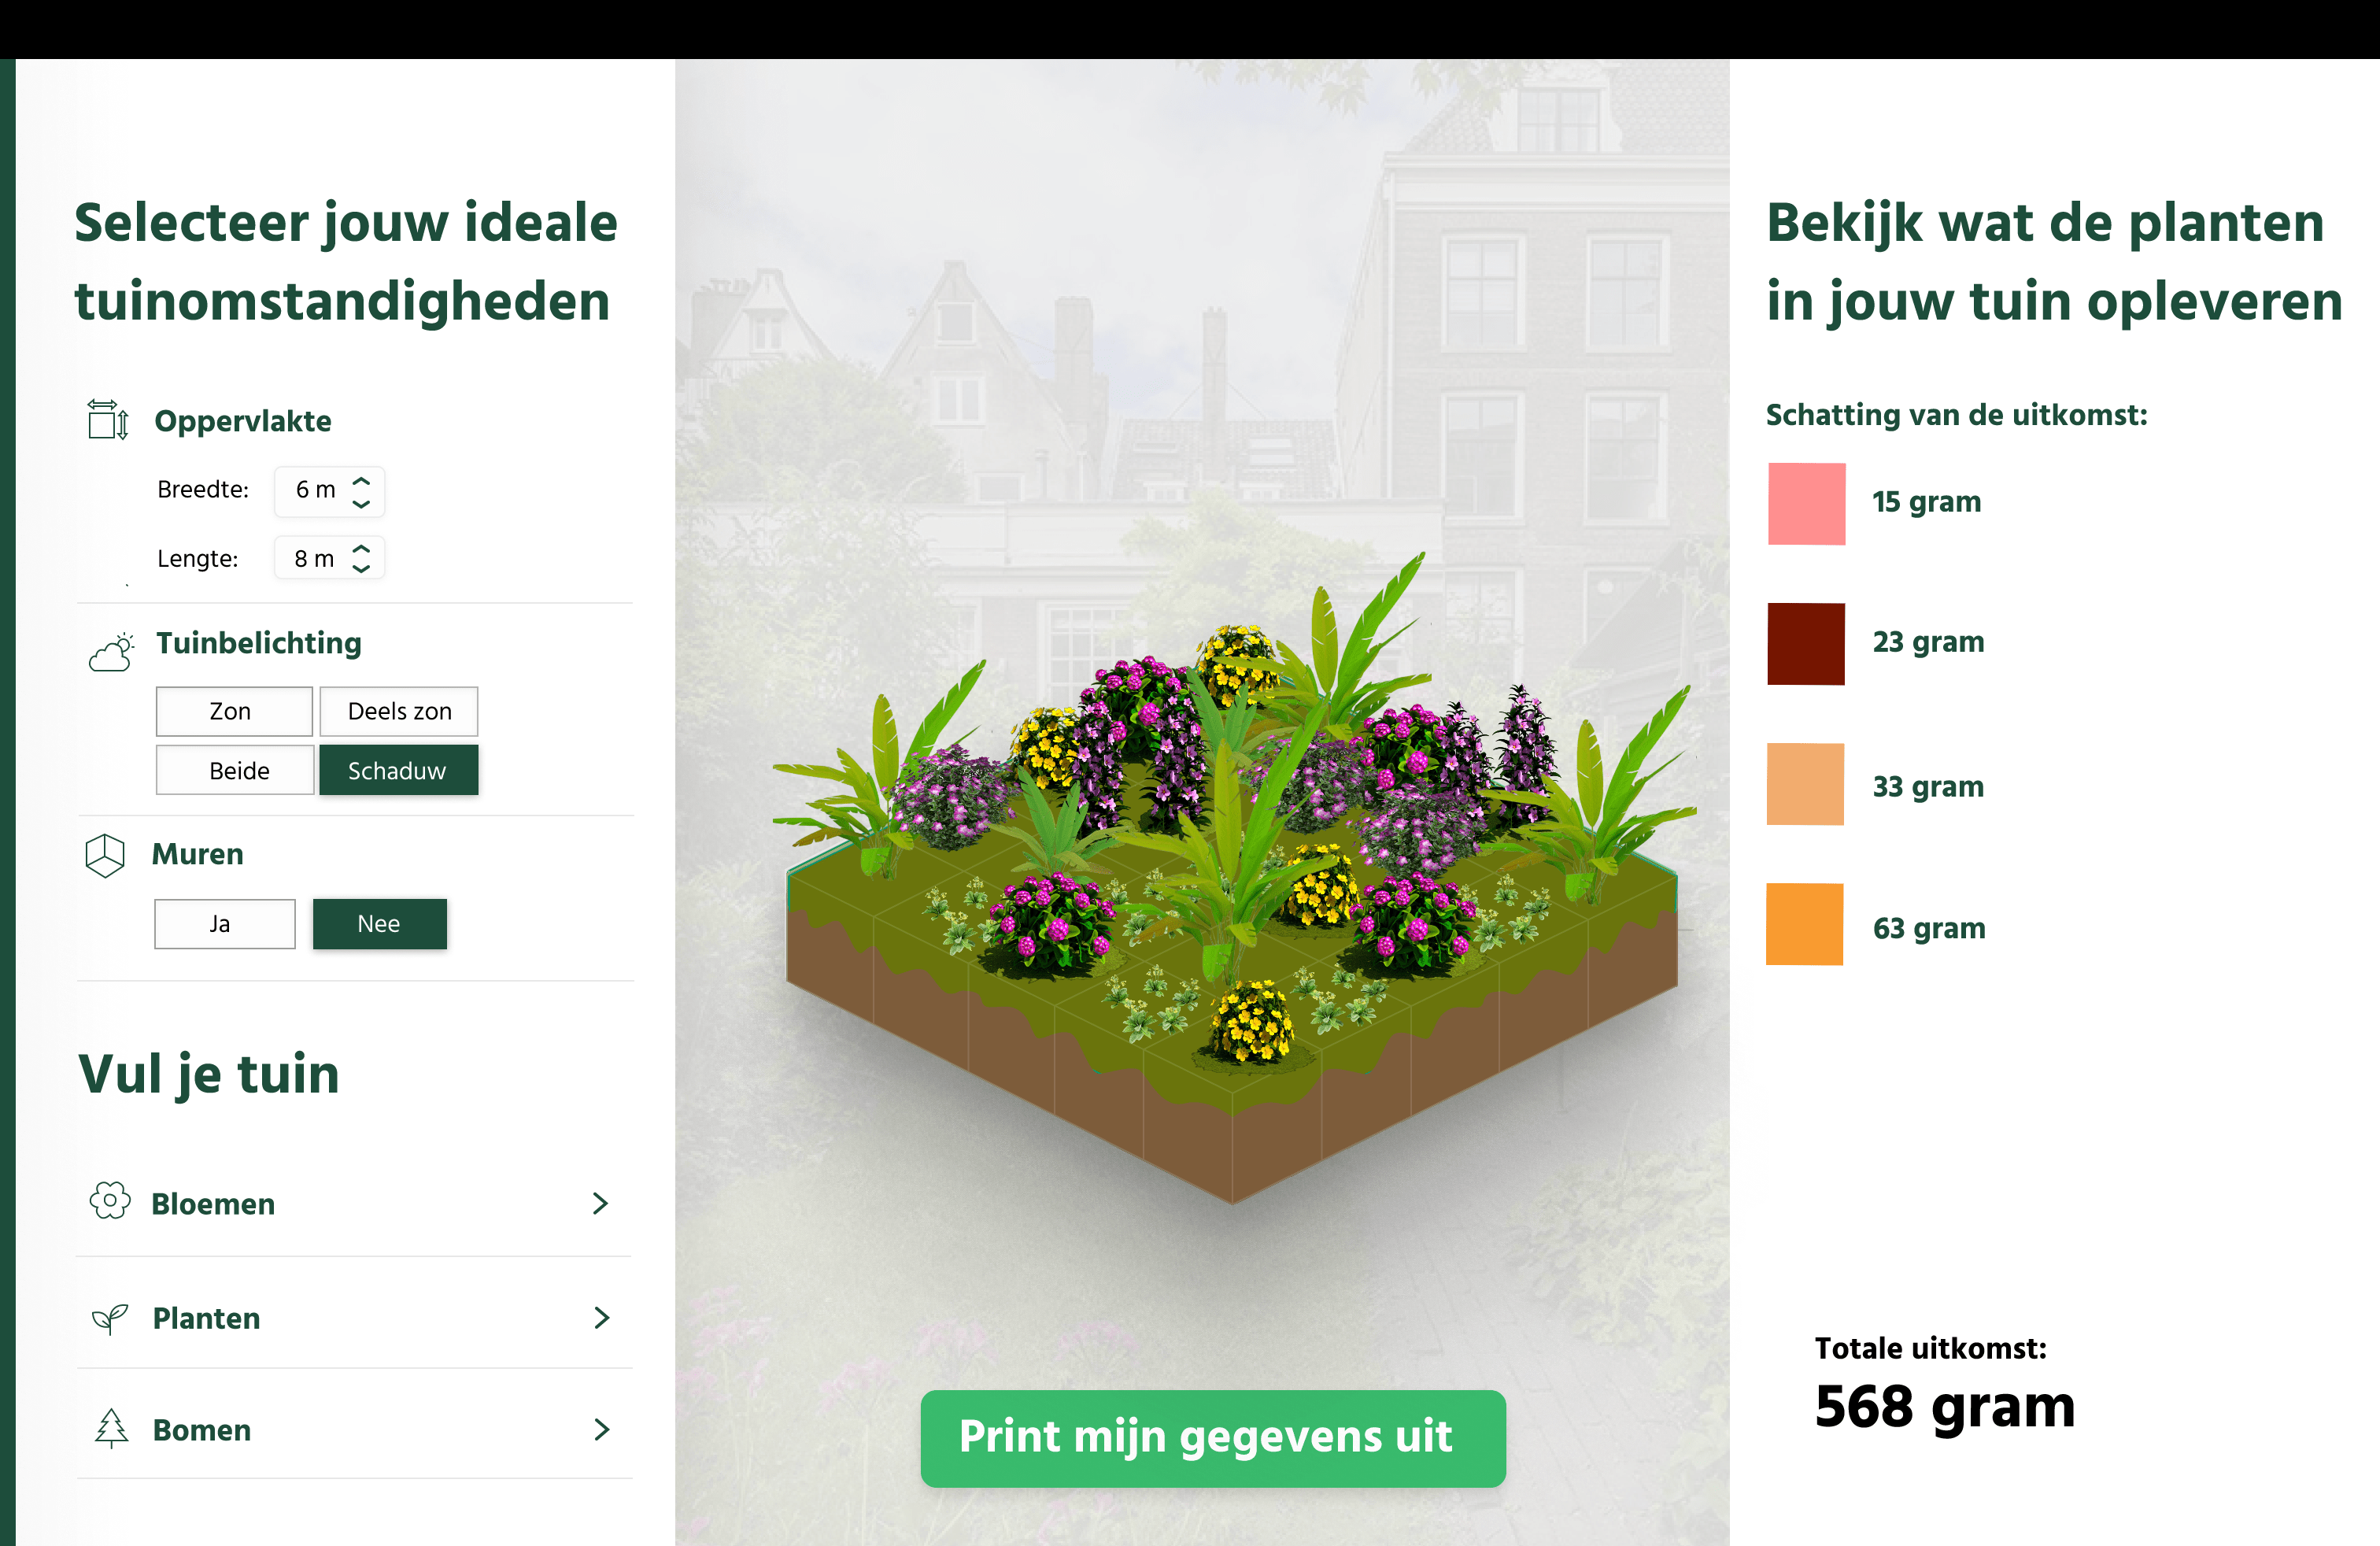 Selecteer jouw ideale
tuinomstandigheden
Oppervlakte
Breedte: 6 m
Lengte: 8 m
Tuinbelichting
Zon Deels zon
Beide Schaduw
Muren
Ja Nee
Vul je tuin
Bloemen
Planten
Bomen
Print mijn gegevens uit
Bekijk wat de planten
in jouw tuin opleveren
Schatting van de uitkomst:
15 gram
23 gram
33 gram
63 gram
Totale uitkomst:
568 gram